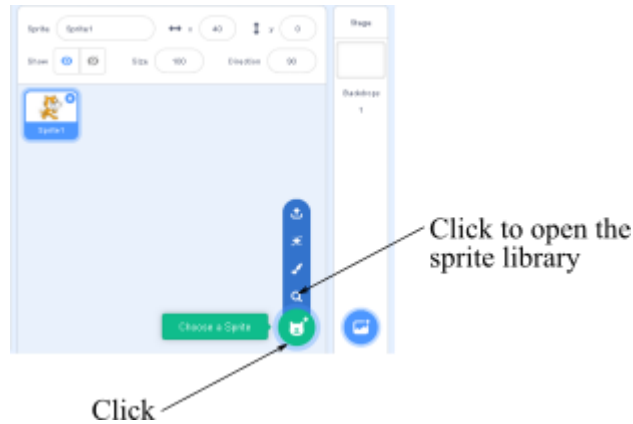 Sprite Sprite1 x 40 y 0
Show Size 100 Direction 90
Stage
Backdrops
1
Sprite1
Click to open the
sprite library
Choose a Sprite
Click